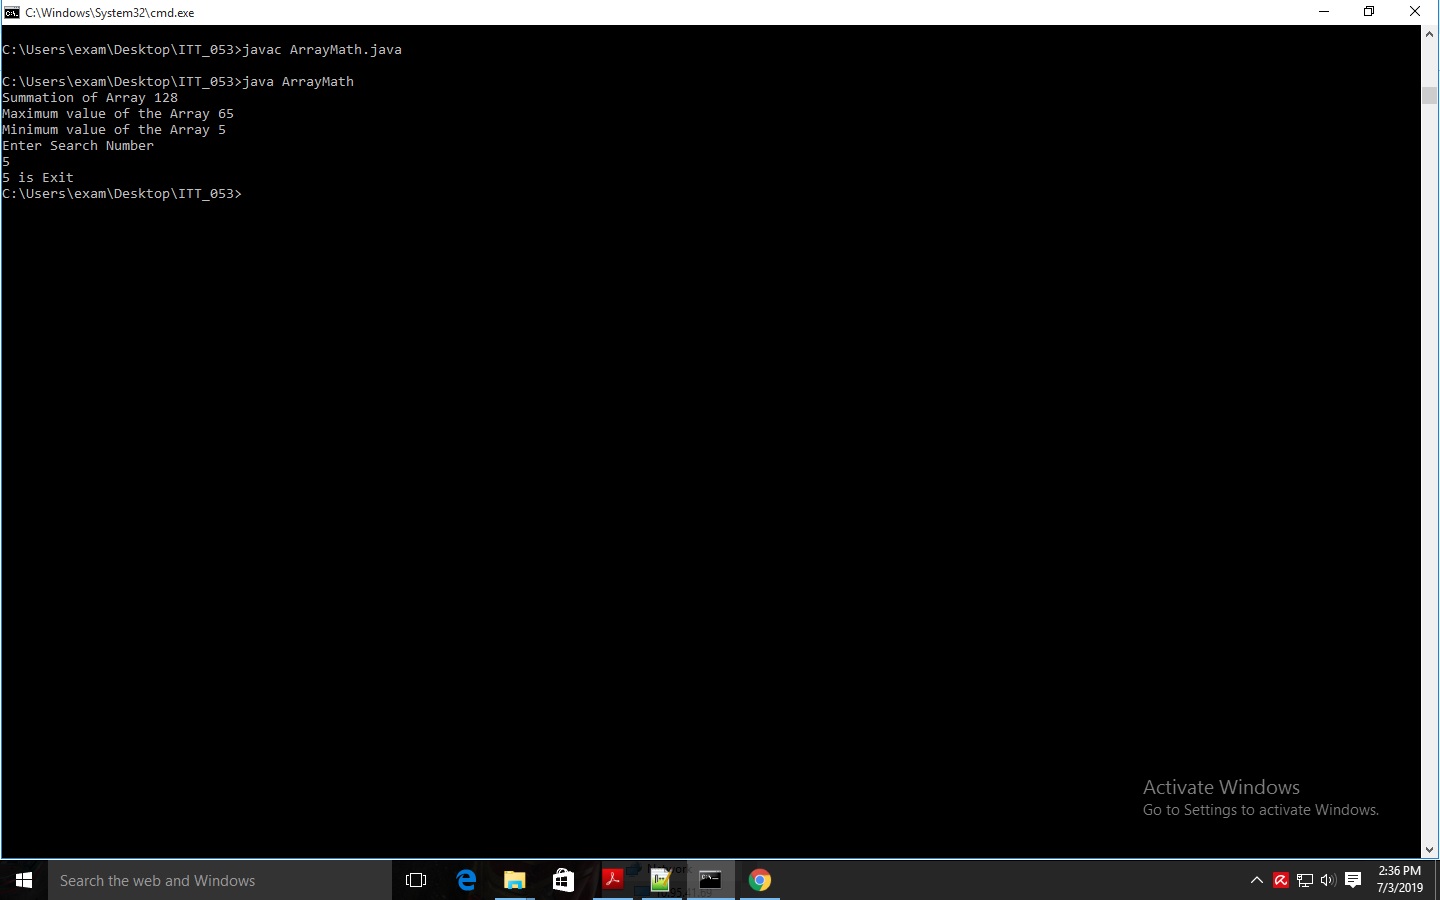 C:\Windows\System32\cmd.exe
C:\Users\exam\Desktop\ITT_053>javac ArrayMath.java
C:\Users\exam\Desktop\ITT_053>java ArrayMath
Summation of Array 128
Maximum value of the Array 65
Minimum value of the Array 5
Enter Search Number
5
5 is Exit
C:\Users\exam\Desktop\ITT_053>
Activate Windows
Go to Settings to activate Windows.
Network
Search the web and Windows
2:36 PM
7/3/2019